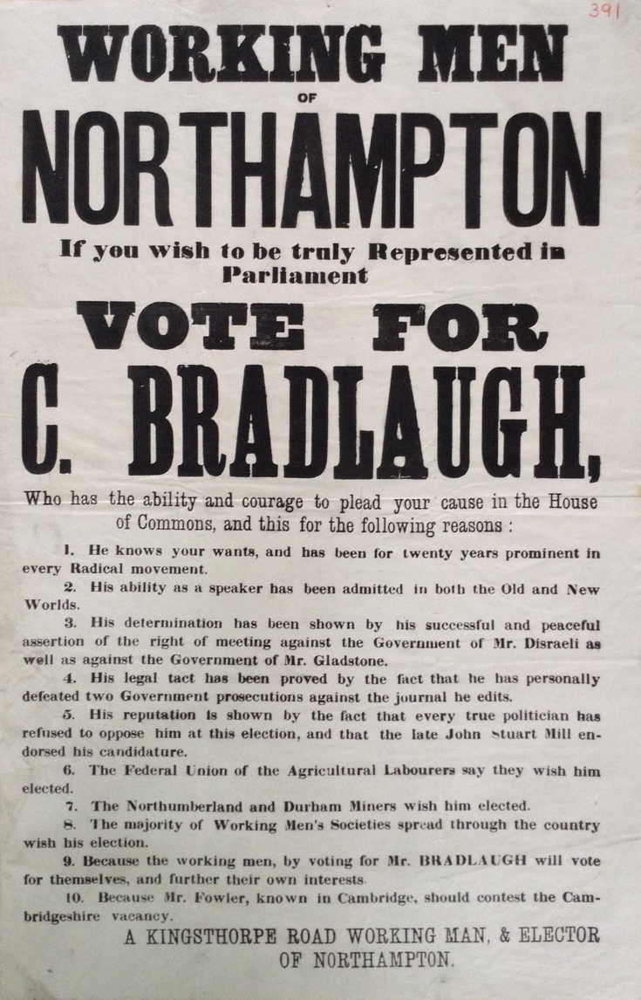 391
WORKING MEN
OF
NORTHAMPTON
If you wish to be truly Represented in
Parliament
VOTE FOR
C. BRADLAUGH,
Who has the ability and courage to plead your cause in the House
of Commons, and this for the following reasons :
1. He knows your wants, and has been for twenty years prominent in
every Radical movement.
2. His ability as a speaker has been admitted in both the Old and New
Worlds.
3. His determination has been shown by his successful and peaceful
assertion of the right of meeting against the Government of Mr. Disraeli as
well as against the Government of Mr. Gladstone.
4. His legal tact has been proved by the fact that he has personally
defeated two Government prosecutions against the journal he edits.
5. His reputation is shown by the fact that every true politician has
refused to oppose him at this election, and that the late John Stuart Mill en-
dorsed his candidature.
6. The Federal Union of the Agricultural Labourers say they wish him
elected.
7. The Northumberland and Durham Miners wish him elected.
8. The majority of Working Men's Societies spread through the country
wish his election.
9. Because the working men, by voting for Mr. BRADLAUGH will vote
for themselves, and further their own interests.
10. Because Mr. Fowler, known in Cambridge, should contest the Cam-
bridgeshire vacancy.
A KINGSTHORPE ROAD WORKING MAN, & ELECTOR
OF NORTHAMPTON.